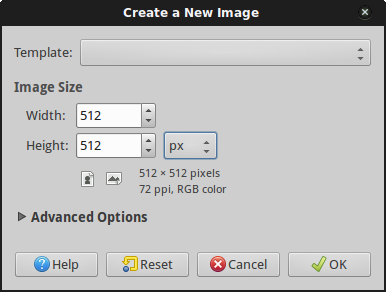 Create a New Image
Template:
Image Size
Width: 512
Height: 512 px
512 × 512 pixels
72 ppi, RGB color
Advanced Options
Help Reset Cancel OK